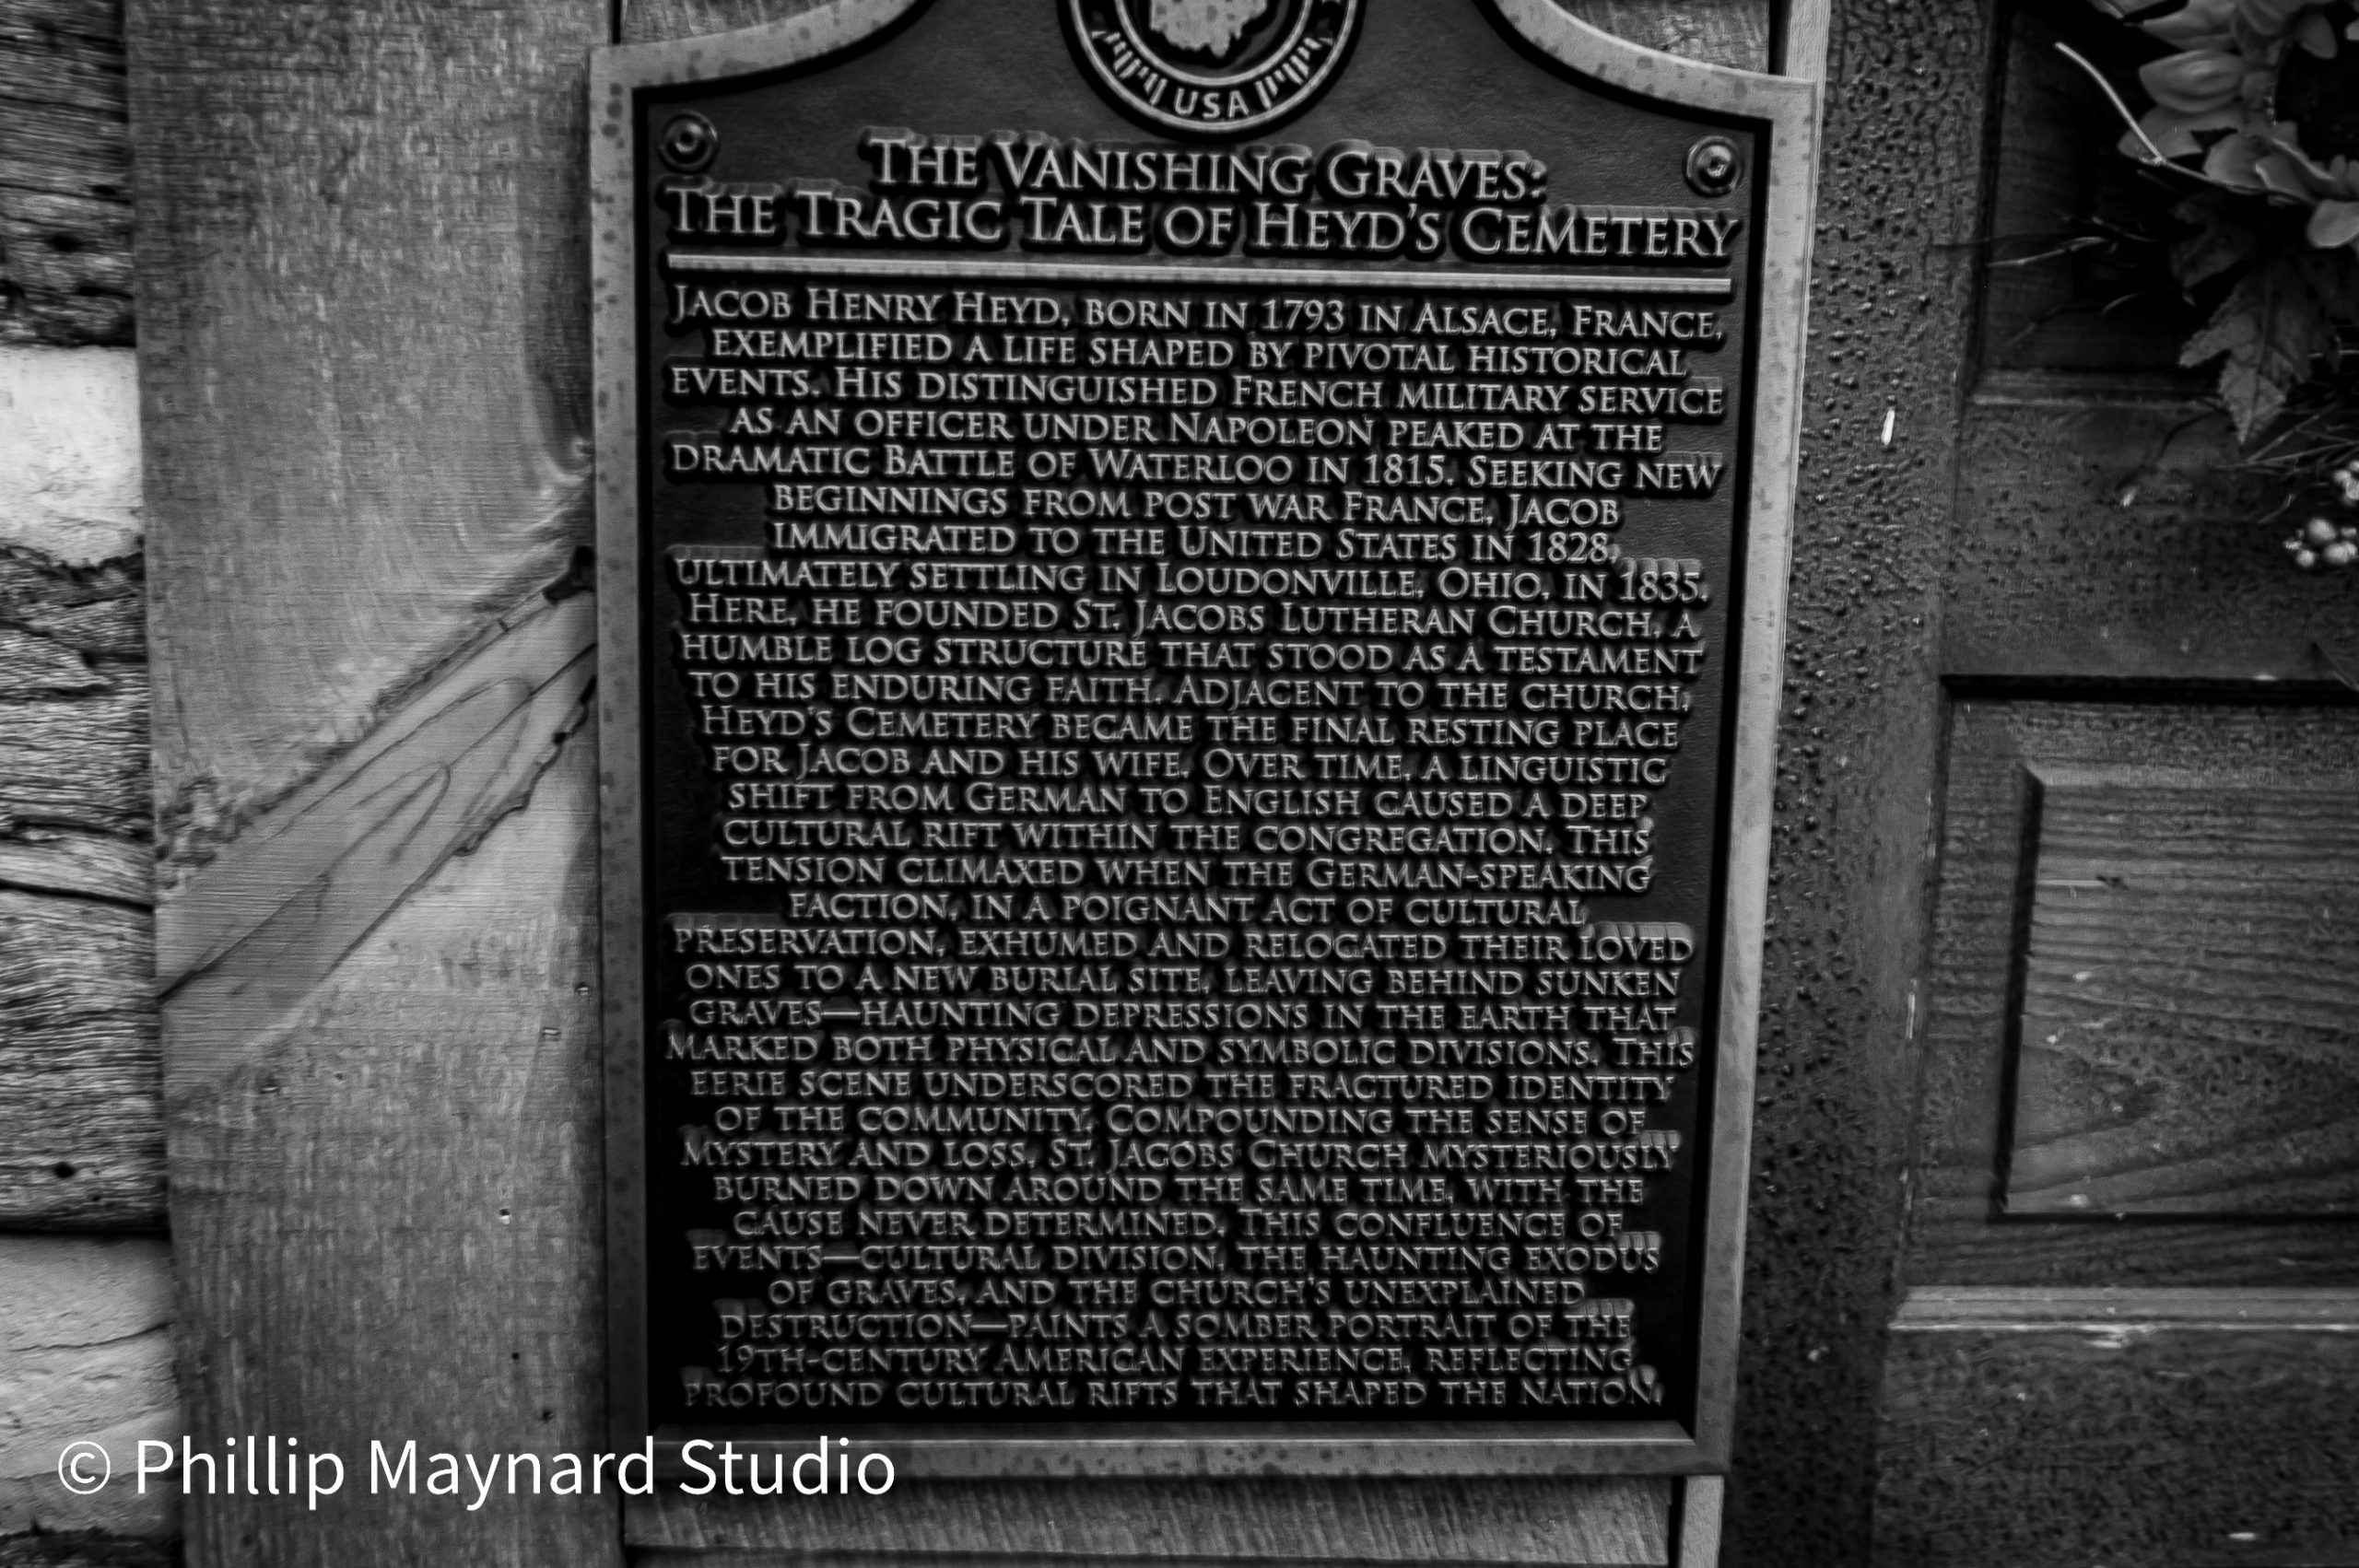 USA
THE VANISHING GRAVES:
THE TRAGIC TALE OF HEYD'S CEMETERY
JACOB HENRY HEYD, BORN IN 1793 IN ALSACE, FRANCE,
EXEMPLIFIED A LIFE SHAPED BY PIVOTAL HISTORICAL
EVENTS. HIS DISTINGUISHED FRENCH MILITARY SERVICE
AS AN OFFICER UNDER NAPOLEON PEAKED AT THE
DRAMATIC BATTLE OF WATERLOO IN 1815. SEEKING NEW
BEGINNINGS FROM POST WAR FRANCE, JACOB
IMMIGRATED TO THE UNITED STATES IN 1828,
ULTIMATELY SETTLING IN LOUDONVILLE, OHIO, IN 1835.
HERE, HE FOUNDED ST. JACOBS LUTHERAN CHURCH, A
HUMBLE LOG STRUCTURE THAT STOOD AS A TESTAMENT
TO HIS ENDURING FAITH. ADJACENT TO THE CHURCH,
HEYD'S CEMETERY BECAME THE FINAL RESTING PLACE
FOR JACOB AND HIS WIFE. OVER TIME, A LINGUISTIC
SHIFT FROM GERMAN TO ENGLISH CAUSED A DEEP
CULTURAL RIFT WITHIN THE CONGREGATION. THIS
TENSION CLIMAXED WHEN THE GERMAN-SPEAKING
FACTION, IN A POIGNANT ACT OF CULTURAL
PRESERVATION, EXHUMED AND RELOCATED THEIR LOVED
ONES TO A NEW BURIAL SITE, LEAVING BEHIND SUNKEN
GRAVES—HAUNTING DEPRESSIONS IN THE EARTH THAT
MARKED BOTH PHYSICAL AND SYMBOLIC DIVISIONS. THIS
EERIE SCENE UNDERSCORED THE FRACTURED IDENTITY
OF THE COMMUNITY. COMPOUNDING THE SENSE OF
MYSTERY AND LOSS, ST. JACOBS CHURCH MYSTERIOUSLY
BURNED DOWN AROUND THE SAME TIME, WITH THE
CAUSE NEVER DETERMINED. THIS CONFLUENCE OF
EVENTS—CULTURAL DIVISION, THE HAUNTING EXODUS
OF GRAVES, AND THE CHURCH'S UNEXPLAINED
DESTRUCTION—PAINTS A SOMBER PORTRAIT OF THE
19TH-CENTURY AMERICAN EXPERIENCE, REFLECTING
PROFOUND CULTURAL RIFTS THAT SHAPED THE NATION.
© Phillip Maynard Studio